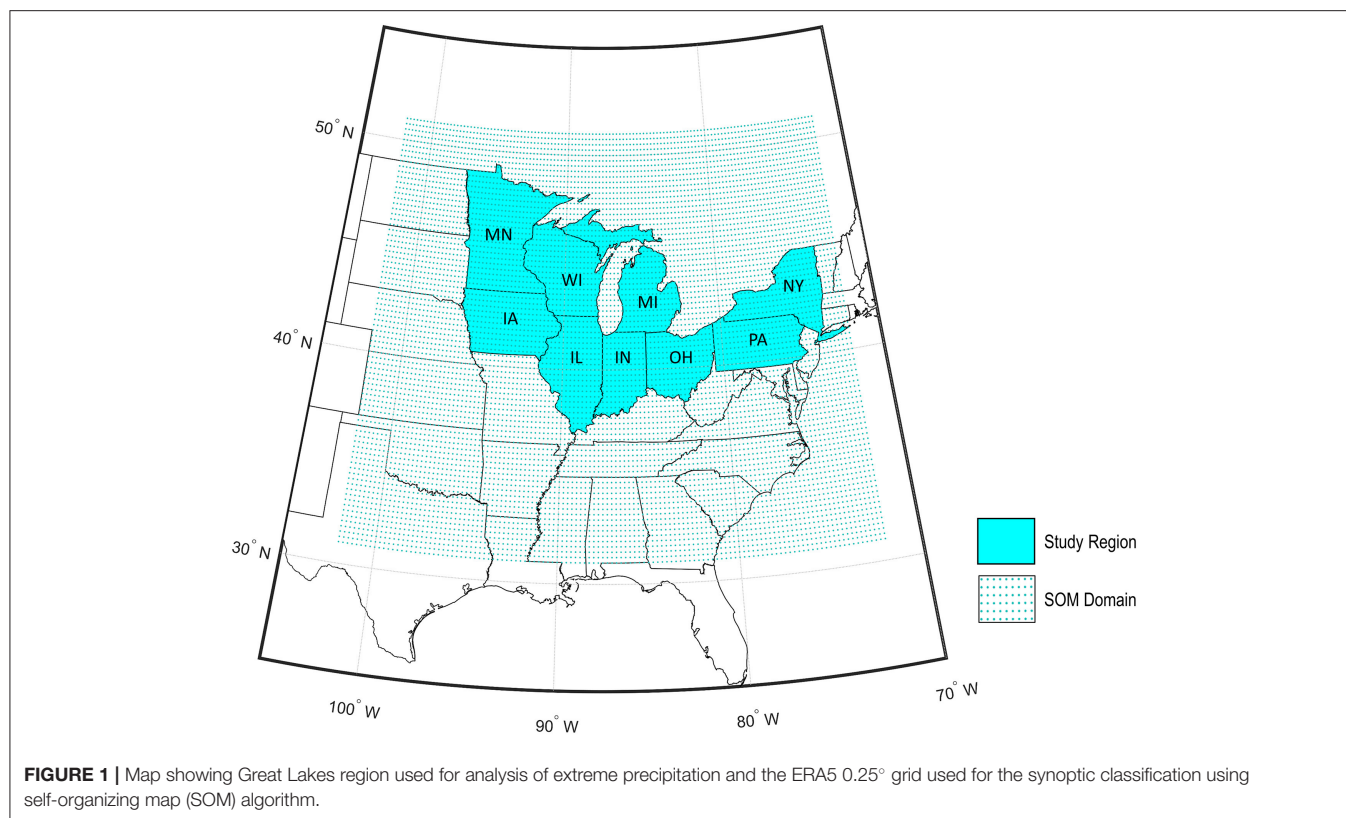 50° N
MN
WI
MI
NY
IA
40° N
IL
IN
OH
PA
30° N
Study Region
SOM Domain
100° W
90° W
80° W
70° W
FIGURE 1 | Map showing Great Lakes region used for analysis of extreme precipitation and the ERA5 0.25° grid used for the synoptic classification using
self-organizing map (SOM) algorithm.